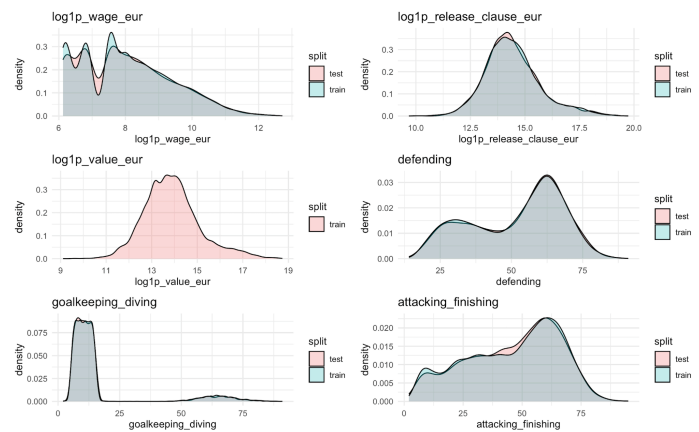 log1p_wage_eur
density
0.3
0.2
0.1
0.0
6 8 10 12
log1p_wage_eur
split
test
train
log1p_release_clause_eur
density
0.3
0.2
0.1
0.0
10.0 12.5 15.0 17.5 20.0
log1p_release_clause_eur
split
test
train
log1p_value_eur
density
0.3
0.2
0.1
0.0
9 11 13 15 17 19
log1p_value_eur
split
train
defending
density
0.03
0.02
0.01
0.00
25 50 75
defending
split
test
train
goalkeeping_diving
density
0.075
0.050
0.025
0.000
0 25 50 75
goalkeeping_diving
split
test
train
attacking_finishing
density
0.020
0.015
0.010
0.005
0.000
0 25 50 75
attacking_finishing
split
test
train